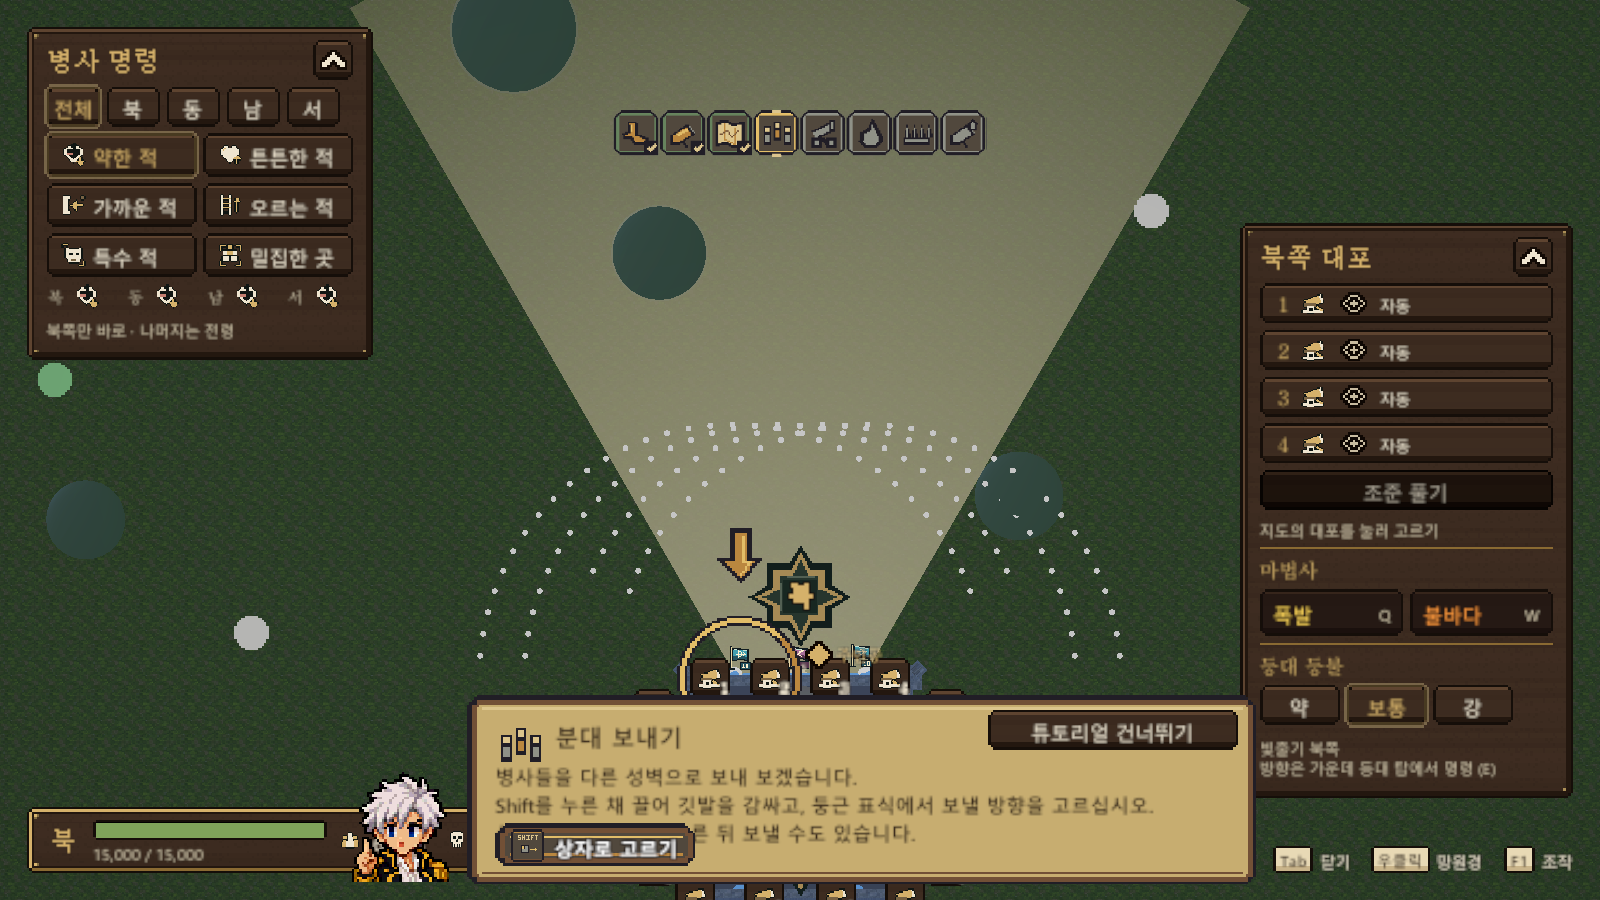 병사 명령
전체 북 동 남 서
약한 적 튼튼한 적
가까운 적 오르는 적
특수 적 밀집한 곳
북 동 남 서
북쪽만 바로 · 나머지는 전령
북쪽 대포
1 자동
2 자동
3 자동
4 자동
조준 풀기
지도의 대포를 눌러 고르기
마법사
폭발 Q 불바다 W
등대 등불
약 보통 강
빛줄기 북쪽
방향은 가운데 등대 탑에서 명령 (E)
분대 보내기
튜토리얼 건너뛰기
병사들을 다른 성벽으로 보내 보겠습니다.
Shift를 누른 채 끌어 깃발을 감싸고, 둥근 표식에서 보낼 방향을 고르십시오.
른 뒤 보낼 수도 있습니다.
SHIFT
상자로 고르기
북
15,000 / 15,000
Tab 닫기 우클릭 망원경 F1 조작